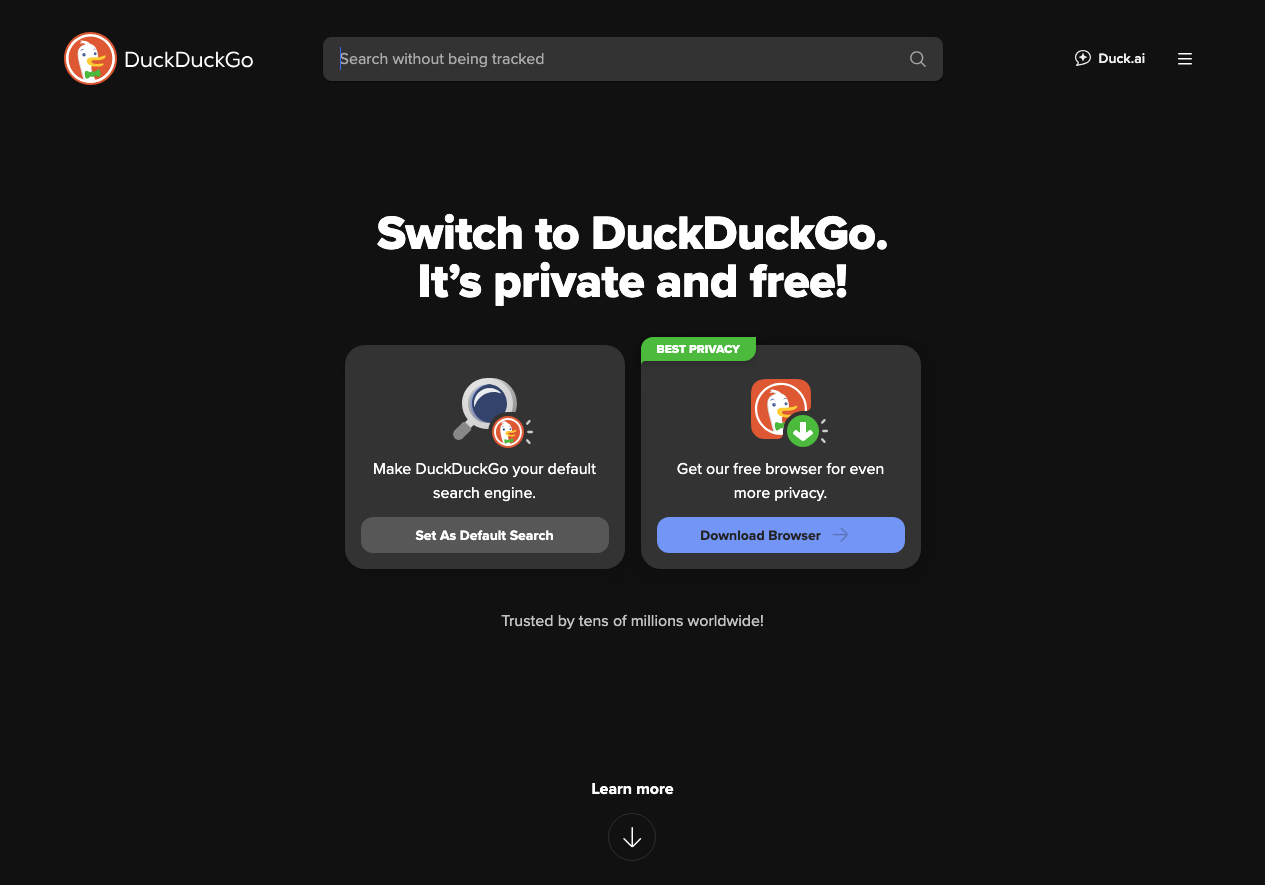 DuckDuckGo
Search without being tracked
Duck.ai
Switch to DuckDuckGo.
It's private and free!
Make DuckDuckGo your default
search engine.
Set As Default Search
BEST PRIVACY
Get our free browser for even
more privacy.
Download Browser
Trusted by tens of millions worldwide!
Learn more